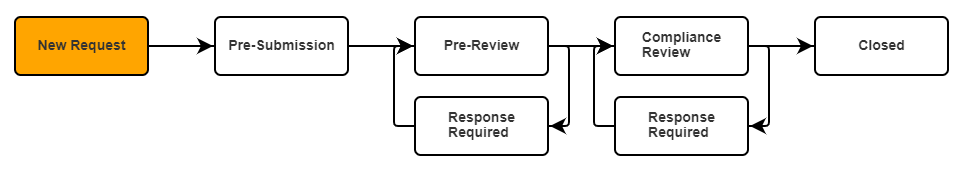 New Request
Pre-Submission
Pre-Review
Compliance
Review
Closed
Response
Required
Response
Required